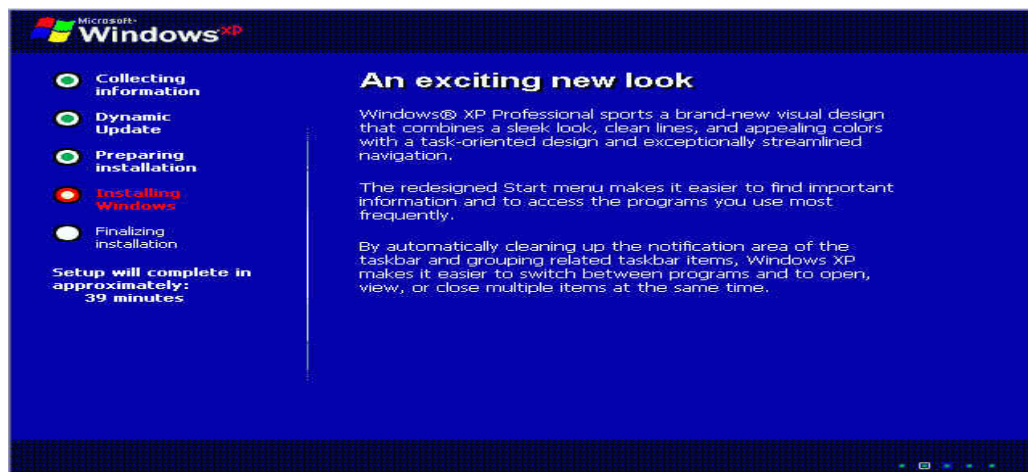 Microsoft®
Windows xp
Collecting
information
Dynamic
Update
Preparing
installation
Installing
Windows
Finalizing
installation
Setup will complete in
approximately:
39 minutes
An exciting new look
Windows® XP Professional sports a brand-new visual design
that combines a sleek look, clean lines, and appealing colors
with a task-oriented design and exceptionally streamlined
navigation.
The redesigned Start menu makes it easier to find important
information and to access the programs you use most
frequently.
By automatically cleaning up the notification area of the
taskbar and grouping related taskbar items, Windows XP
makes it easier to switch between programs and to open,
view, or close multiple items at the same time.